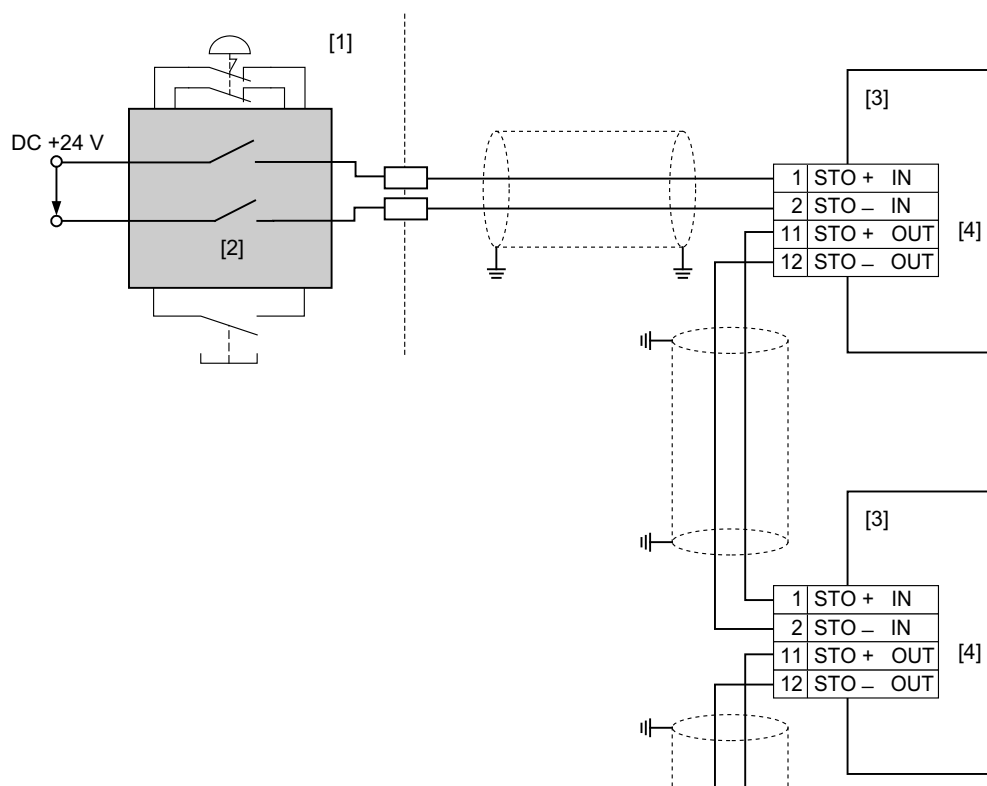 [1]
[3]
DC +24 V
1 STO + IN
2 STO – IN
11 STO + OUT
12 STO – OUT
[4]
[2]
[3]
1 STO + IN
2 STO – IN
11 STO + OUT
12 STO – OUT
[4]